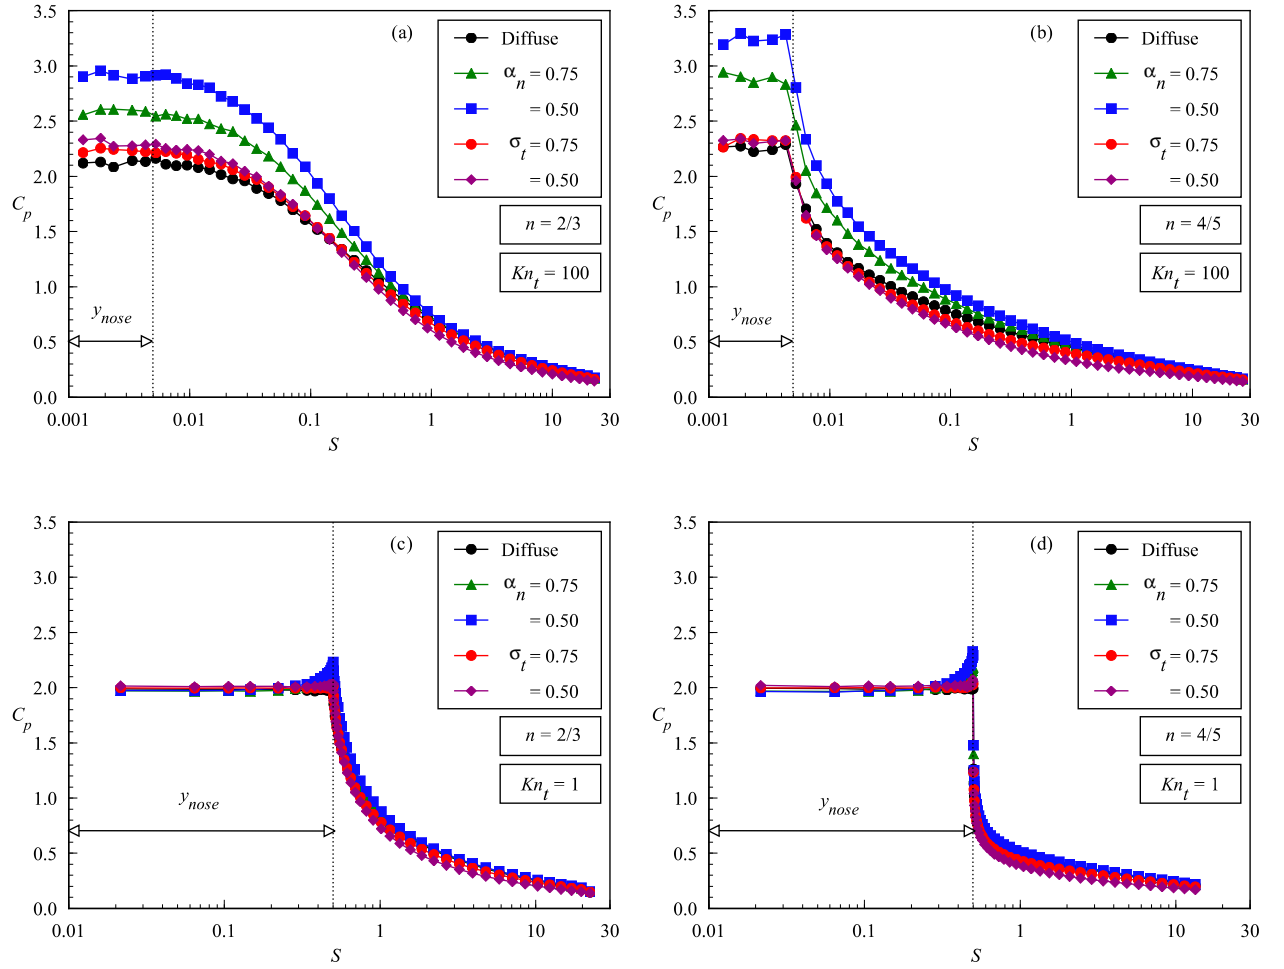 3.5
3.0
2.5
2.0
C_p
1.5
1.0
0.5
0.0
0.001
0.01
0.1
1
10
30
S
(a)
Diffuse
α_n = 0.75
= 0.50
σ_t = 0.75
= 0.50
n = 2/3
Kn_t = 100
y_nose
3.5
3.0
2.5
2.0
C_p
1.5
1.0
0.5
0.0
0.001
0.01
0.1
1
10
30
S
(b)
Diffuse
α_n = 0.75
= 0.50
σ_t = 0.75
= 0.50
n = 4/5
Kn_t = 100
y_nose
3.5
3.0
2.5
2.0
C_p
1.5
1.0
0.5
0.0
0.01
0.1
1
10
30
S
(c)
Diffuse
α_n = 0.75
= 0.50
σ_t = 0.75
= 0.50
n = 2/3
Kn_t = 1
y_nose
3.5
3.0
2.5
2.0
C_p
1.5
1.0
0.5
0.0
0.01
0.1
1
10
30
S
(d)
Diffuse
α_n = 0.75
= 0.50
σ_t = 0.75
= 0.50
n = 4/5
Kn_t = 1
y_nose